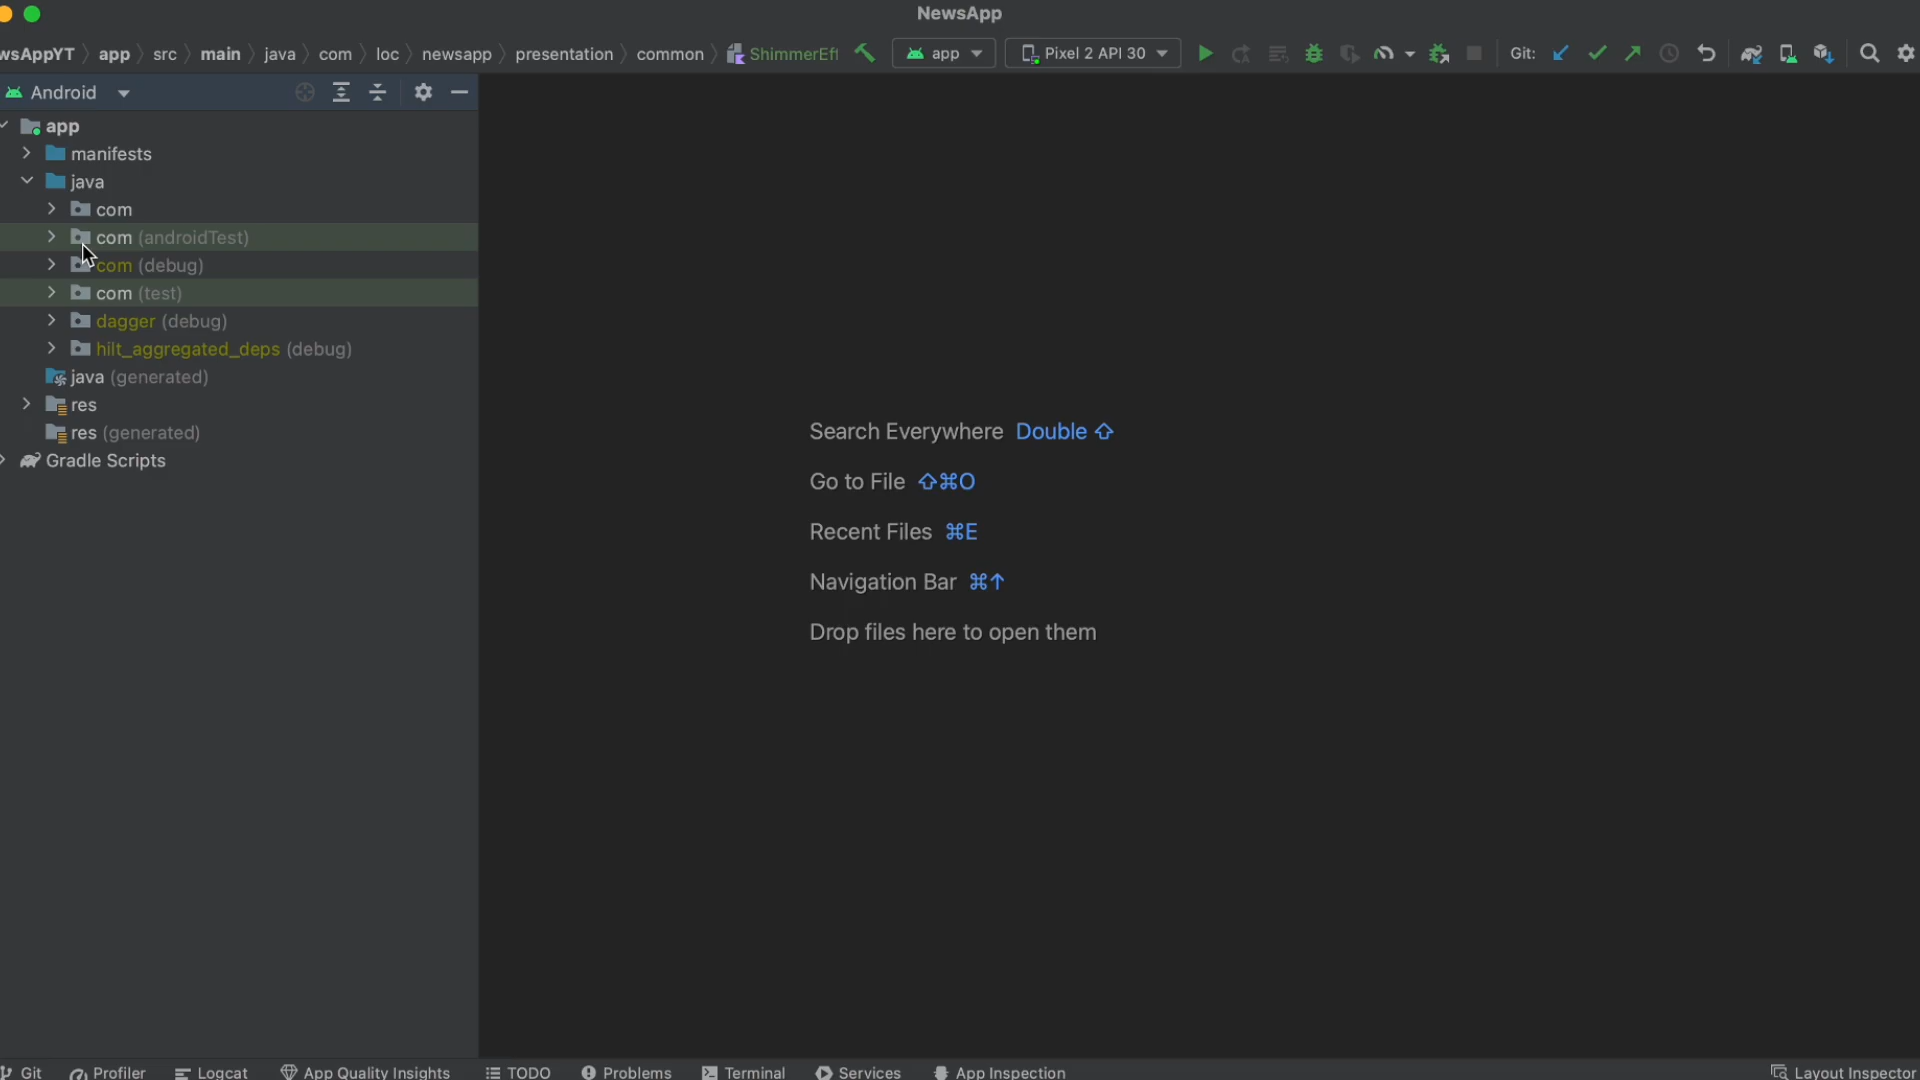 NewsApp
wsAppYT app src main java com loc newsapp presentation common ShimmerEff app Pixel 2 API 30 Git:
Android
app
manifests
java
com
com (androidTest)
com (debug)
com (test)
dagger (debug)
hilt_aggregated_deps (debug)
java (generated)
res
res (generated)
Gradle Scripts
Search Everywhere Double ⇧
Go to File ⇧⌘O
Recent Files ⌘E
Navigation Bar ⌘↑
Drop files here to open them
Git Profiler Logcat App Quality Insights TODO Problems Terminal Services App Inspection Layout Inspector